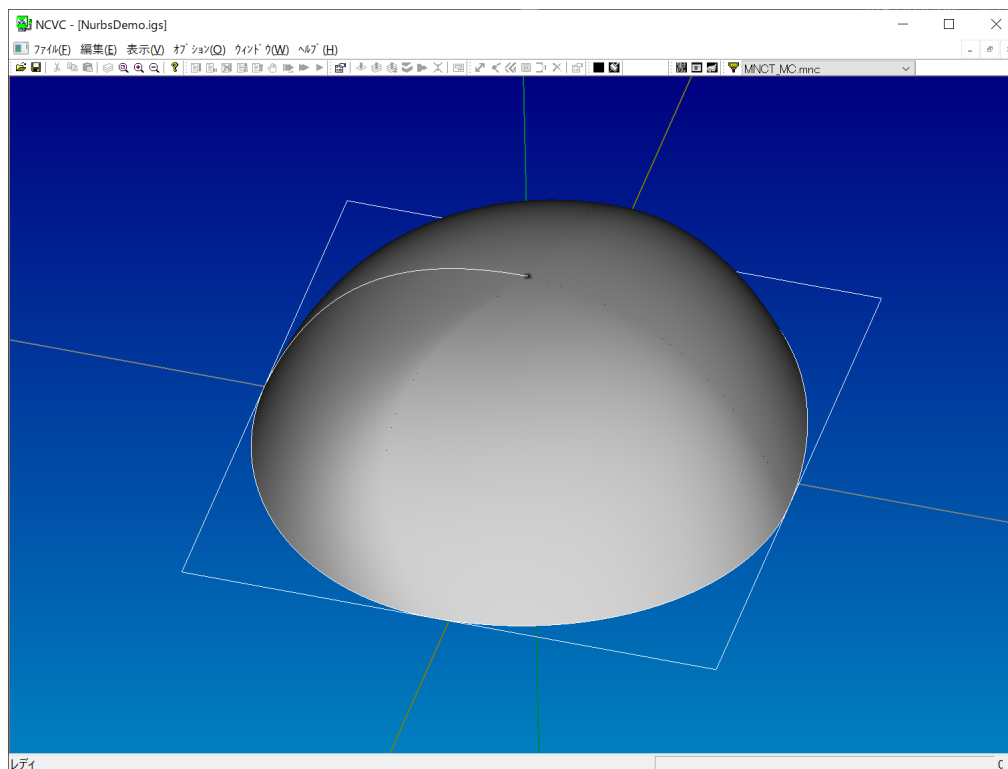 NCVC - [NurbsDemo.igs]
ファイル(F) 編集(E) 表示(V) オプション(O) ウィンドウ(W) ヘルプ(H)
MNCT_MC.mnc
レディ